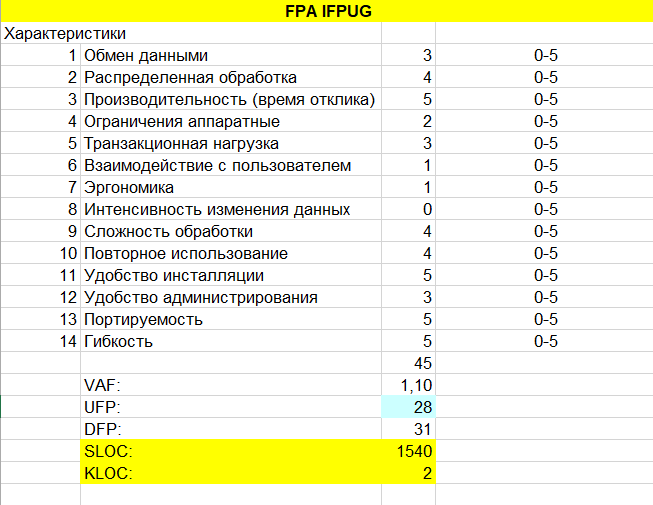 FPA IFPUG
Характеристики
1 Обмен данными 3 0-5
2 Распределенная обработка 4 0-5
3 Производительность (время отклика) 5 0-5
4 Ограничения аппаратные 2 0-5
5 Транзакционная нагрузка 3 0-5
6 Взаимодействие с пользователем 1 0-5
7 Эргономика 1 0-5
8 Интенсивность изменения данных 0 0-5
9 Сложность обработки 4 0-5
10 Повторное использование 4 0-5
11 Удобство инсталляции 5 0-5
12 Удобство администрирования 3 0-5
13 Портируемость 5 0-5
14 Гибкость 5 0-5
45
VAF: 1,10
UFP: 28
DFP: 31
SLOC: 1540
KLOC: 2